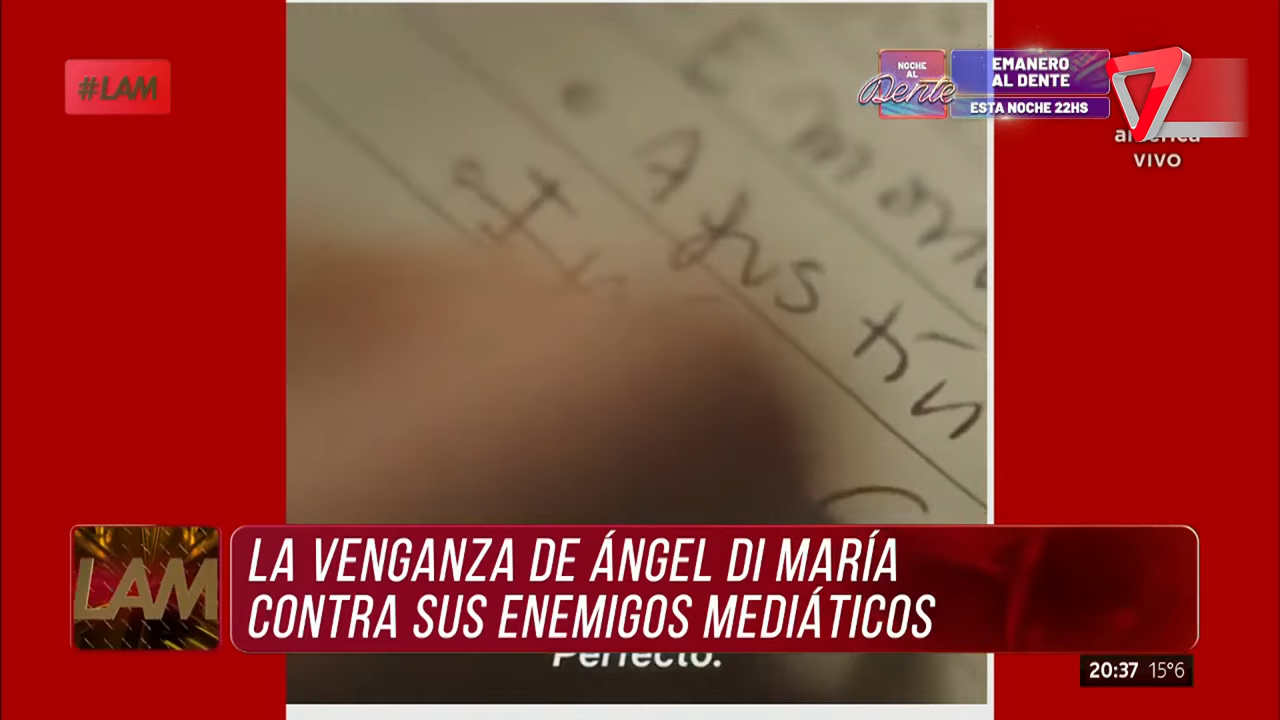 #LAM
NOCHE
AL
Dente
EMANERO
AL DENTE
ESTA NOCHE 22HS
VIVO
Agustín
LAM
LA VENGANZA DE ÁNGEL DI MARÍA
CONTRA SUS ENEMIGOS MEDIÁTICOS
Perfecto.
20:37 15°6